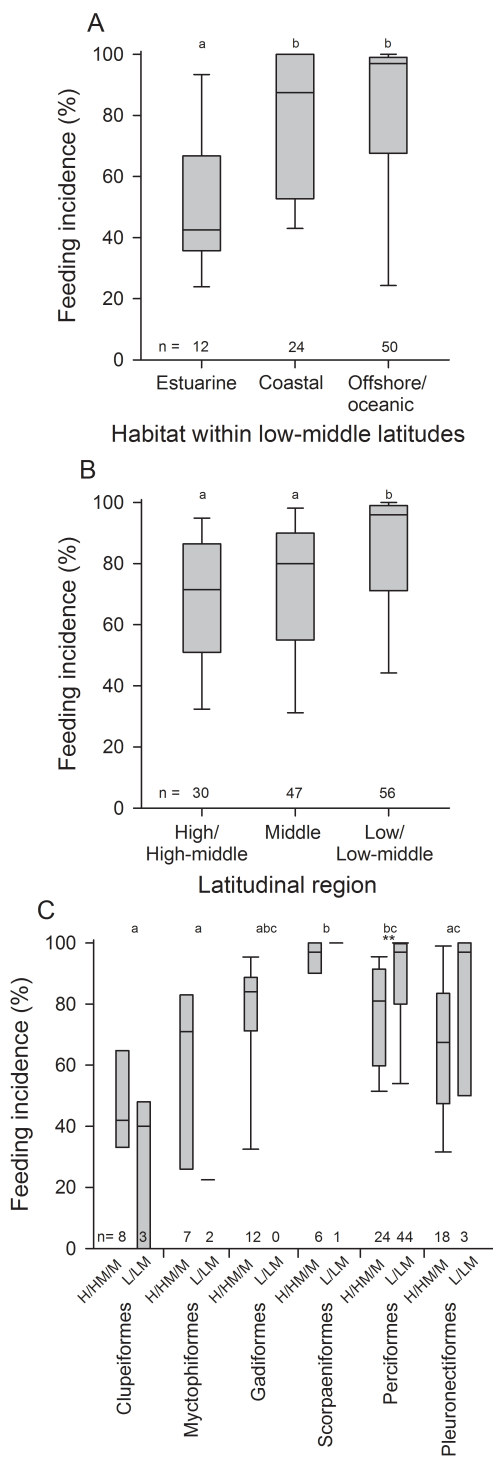 A
Feeding incidence (%)
100
80
60
40
20
0
a b b
n = 12 24 50
Estuarine Coastal Offshore/
oceanic
Habitat within low-middle latitudes
B
Feeding incidence (%)
100
80
60
40
20
0
a a b
n = 30 47 56
High/ Middle Low/
High-middle Low-middle
Latitudinal region
C
Feeding incidence (%)
100
80
60
40
20
0
a a abc b bc ac
**
n= 8 3 7 2 12 0 6 1 24 44 18 3
H/HM/M L/LM H/HM/M L/LM H/HM/M L/LM H/HM/M L/LM H/HM/M L/LM H/HM/M L/LM
Clupeiformes
Myctophiformes
Gadiformes
Scorpaeniformes
Perciformes
Pleuronectiformes